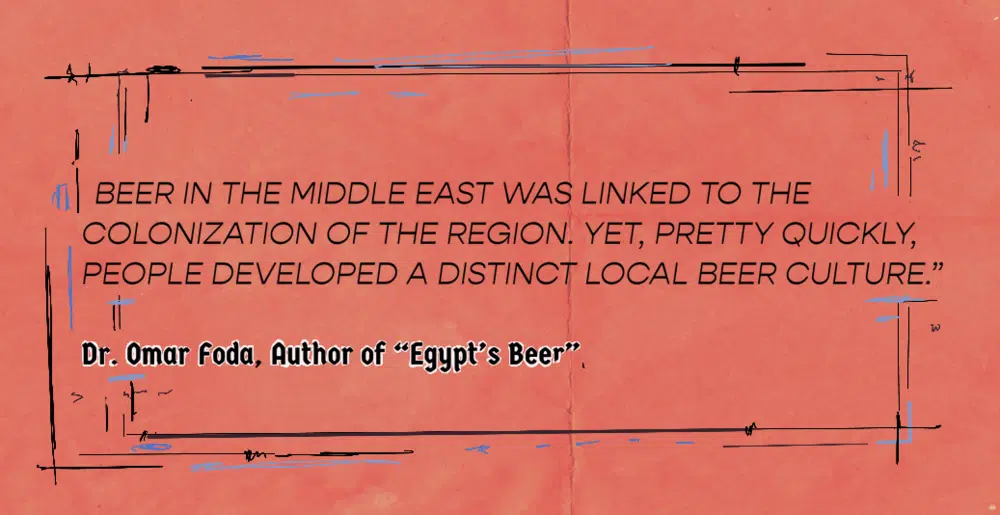 BEER IN THE MIDDLE EAST WAS LINKED TO THE
COLONIZATION OF THE REGION. YET, PRETTY QUICKLY,
PEOPLE DEVELOPED A DISTINCT LOCAL BEER CULTURE.”
Dr. Omar Foda, Author of “Egypt’s Beer”.